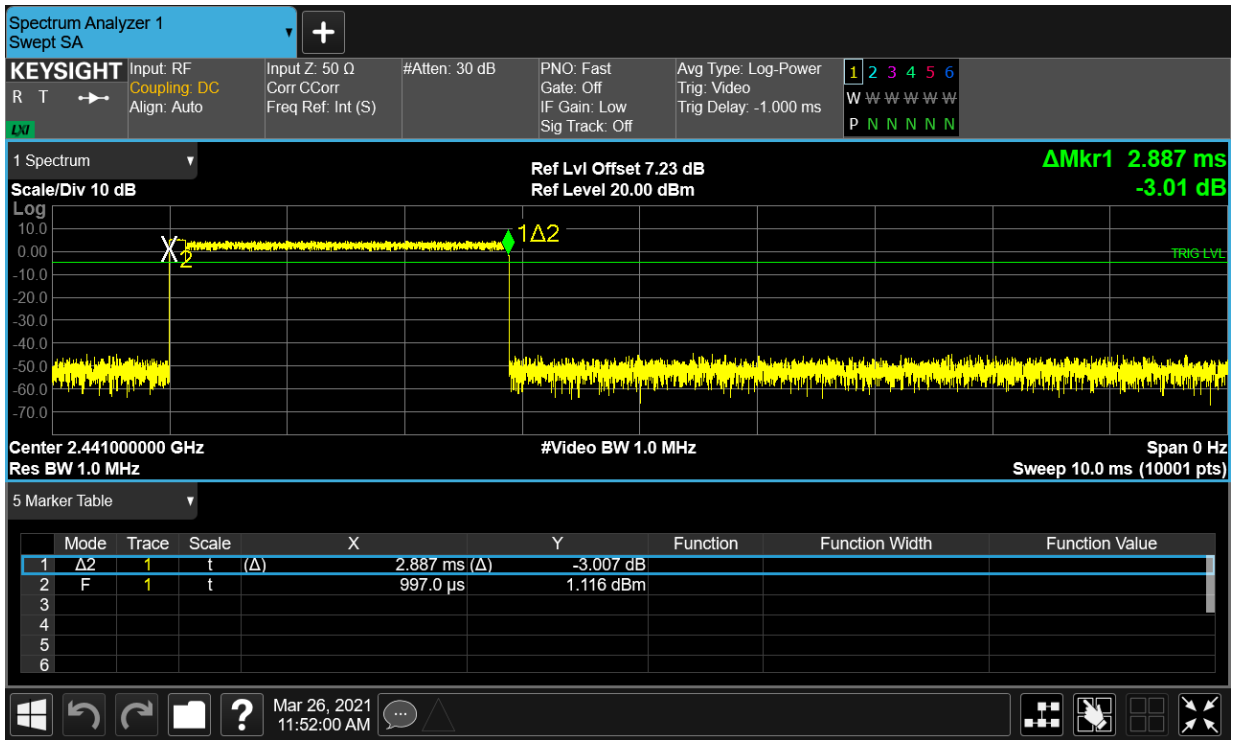 Spectrum Analyzer 1
Swept SA
▼
+
KEYSIGHT
R T
LXI
Input: RF
Coupling: DC
Align: Auto
Input Z: 50 Ω
Corr CCorr
Freq Ref: Int (S)
#Atten: 30 dB
PNO: Fast
Gate: Off
IF Gain: Low
Sig Track: Off
Avg Type: Log-Power
Trig: Video
Trig Delay: -1.000 ms
1 2 3 4 5 6
W W W W W W
P N N N N N
1 Spectrum ▼
Scale/Div 10 dB
Ref Lvl Offset 7.23 dB
Ref Level 20.00 dBm
ΔMkr1 2.887 ms
-3.01 dB
Log
10.0
0.00
-10.0
-20.0
-30.0
-40.0
-50.0
-60.0
-70.0
X
2
1Δ2
TRIG LVL
Center 2.441000000 GHz
Res BW 1.0 MHz
#Video BW 1.0 MHz
Span 0 Hz
Sweep 10.0 ms (10001 pts)
5 Marker Table ▼
Mode Trace Scale X Y Function Function Width Function Value
1 Δ2 1 t (Δ) 2.887 ms (Δ) -3.007 dB
2 F 1 t 997.0 µs 1.116 dBm
3
4
5
6
?
Mar 26, 2021
11:52:00 AM